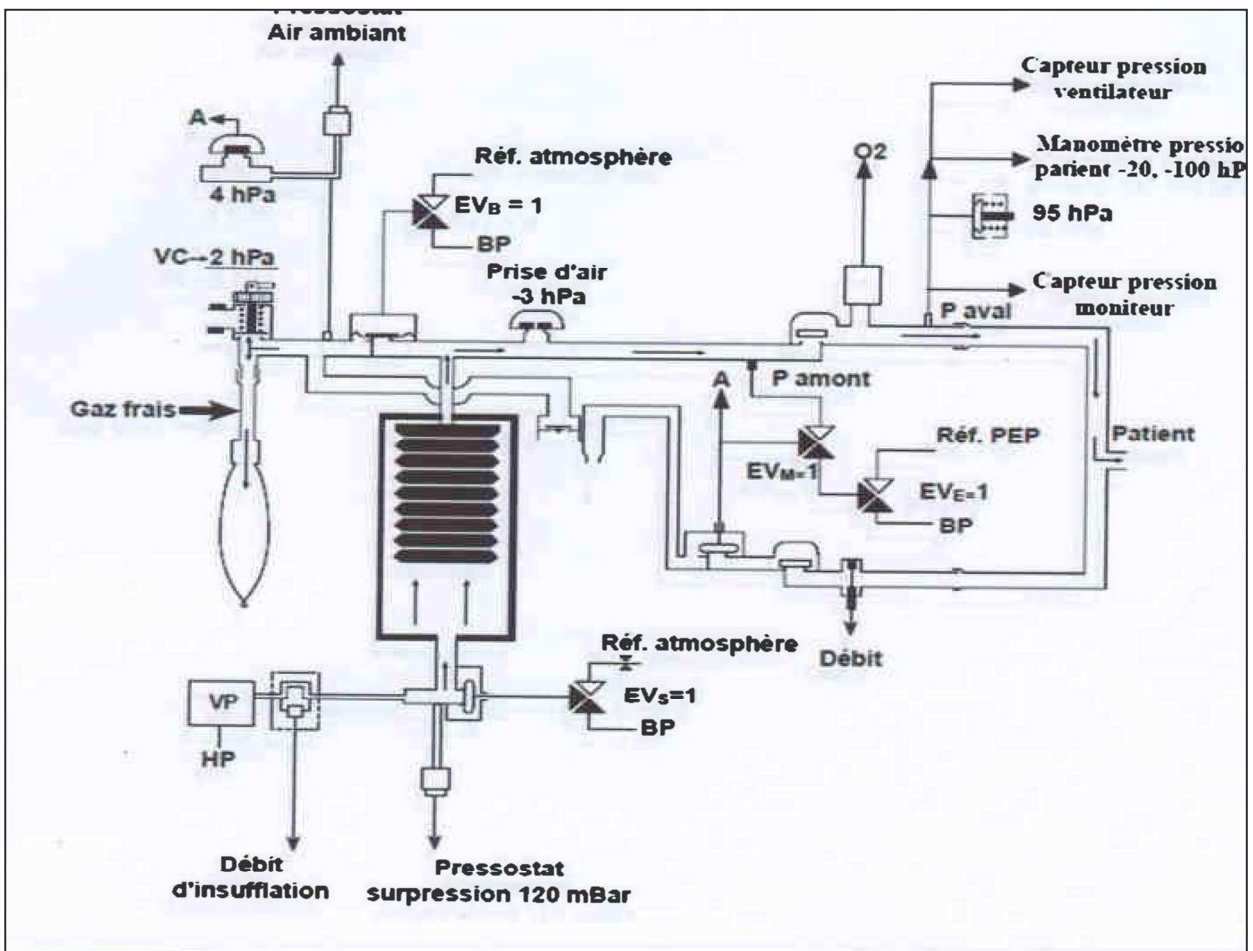 Pressostat
Air ambiant
Capteur pression
ventilateur
A
Réf. atmosphère
O2
Manomètre pressio
patient -20, -100 hP
4 hPa
EVB = 1
95 hPa
BP
VC→2 hPa
Prise d'air
-3 hPa
Capteur pression
moniteur
P aval
A
P amont
Gaz frais
Réf. PEP
Patient
EVM=1
EVE=1
BP
Réf. atmosphère
Débit
VP
EVS=1
BP
HP
Débit
d'insufflation
Pressostat
surpression 120 mBar